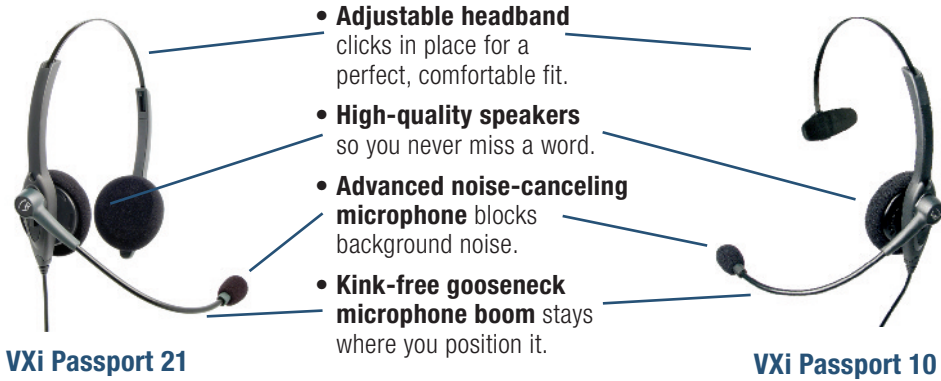 • Adjustable headband
clicks in place for a
perfect, comfortable fit.
• High-quality speakers
so you never miss a word.
• Advanced noise-canceling
microphone blocks
background noise.
• Kink-free gooseneck
microphone boom stays
where you position it.
VXi Passport 21
VXi Passport 10